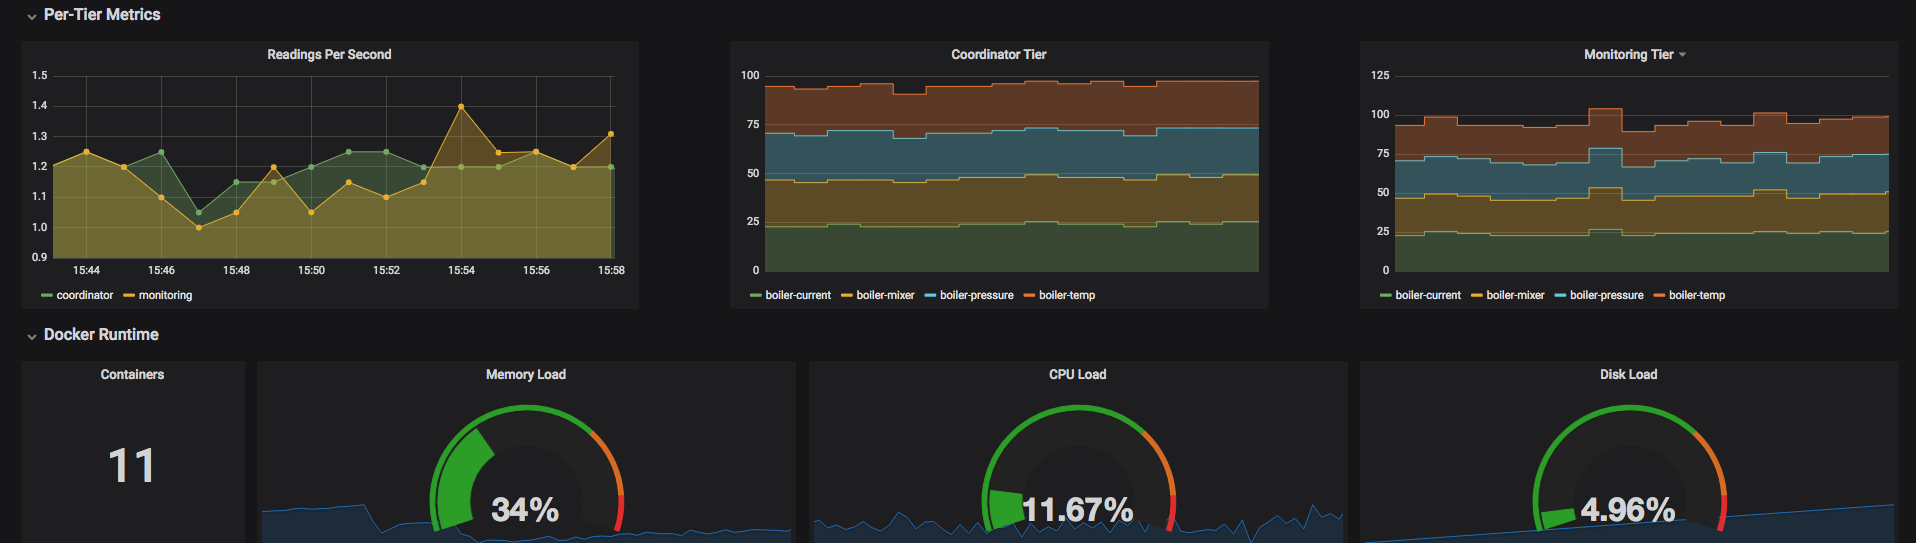 Per-Tier Metrics
Readings Per Second
1.5
1.4
1.3
1.2
1.1
1.0
0.9
15:44 15:46 15:48 15:50 15:52 15:54 15:56 15:58
coordinator monitoring
Coordinator Tier
100
75
50
25
0
boiler-current boiler-mixer boiler-pressure boiler-temp
Monitoring Tier
125
100
75
50
25
0
boiler-current boiler-mixer boiler-pressure boiler-temp
Docker Runtime
Containers
11
Memory Load
34%
CPU Load
11.67%
Disk Load
4.96%